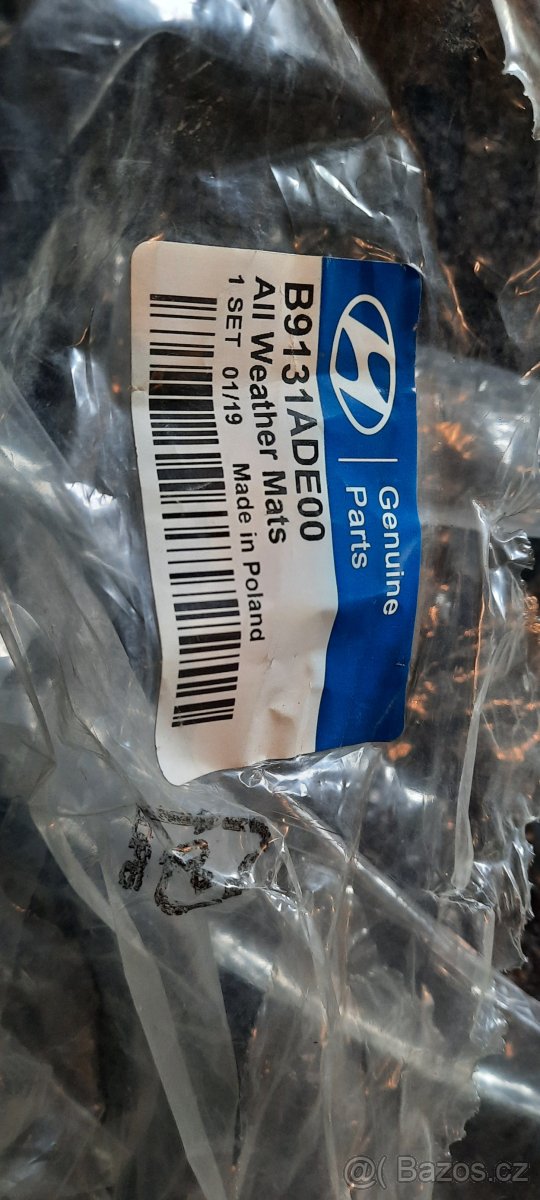 Genuine
Parts
B9131ADE00
All Weather Mats
1 SET 01/19 Made in Poland
@( Bazos.cz